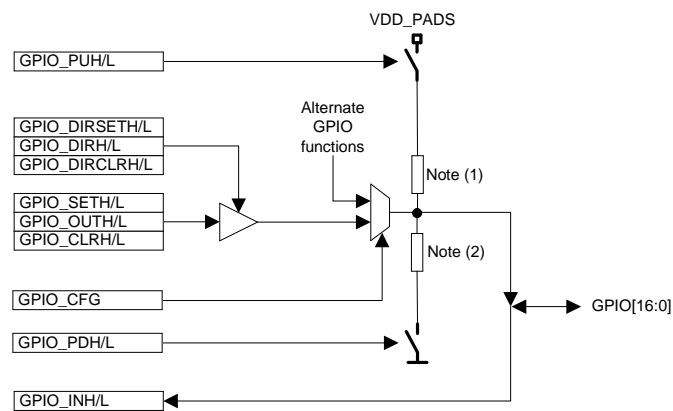 VDD_PADS
GPIO_PUH/L
Alternate
GPIO
functions
GPIO_DIRSETH/L
GPIO_DIRH/L
GPIO_DIRCLRH/L
Note (1)
GPIO_SETH/L
GPIO_OUTH/L
GPIO_CLRH/L
Note (2)
GPIO_CFG
GPIO[16:0]
GPIO_PDH/L
GPIO_INH/L